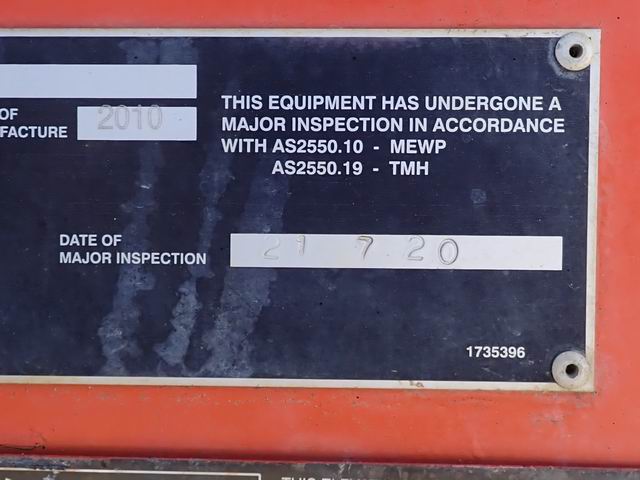 OF
FACTURE 2010
THIS EQUIPMENT HAS UNDERGONE A
MAJOR INSPECTION IN ACCORDANCE
WITH AS2550.10 - MEWP
AS2550.19 - TMH
DATE OF
MAJOR INSPECTION 21 7 20
1735396